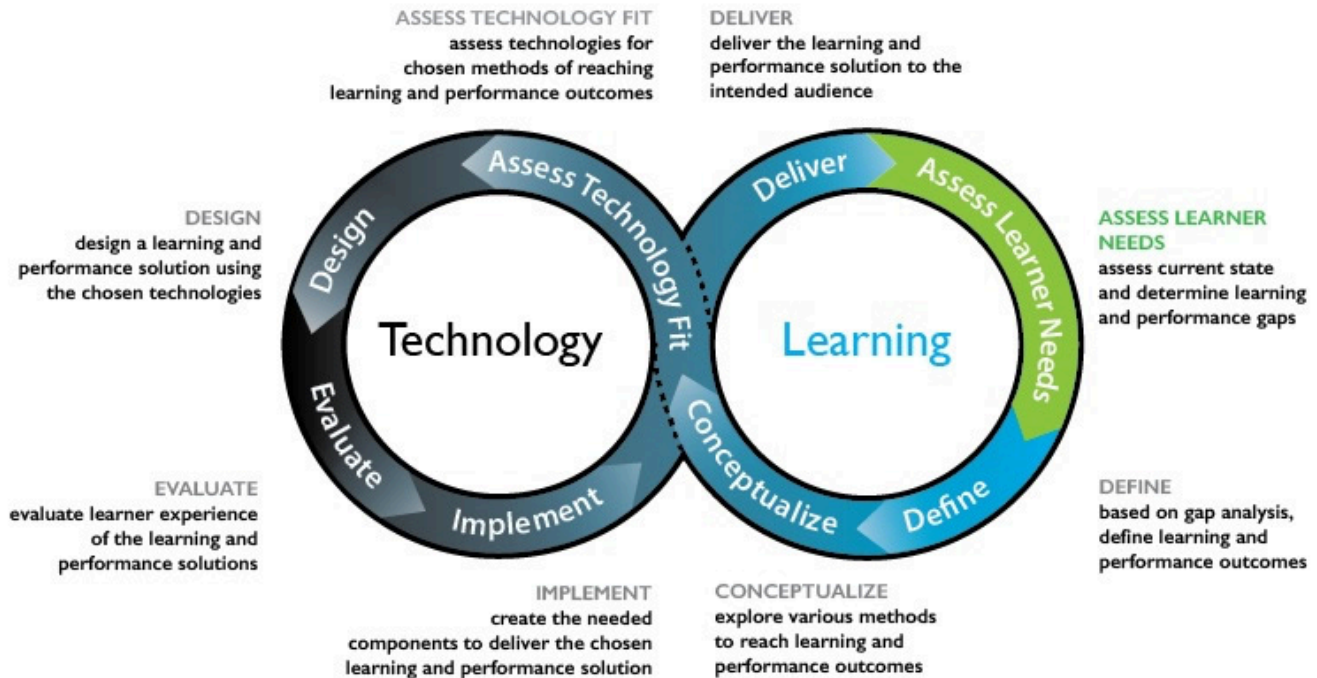 ASSESS TECHNOLOGY FIT
assess technologies for
chosen methods of reaching
learning and performance outcomes
DELIVER
deliver the learning and
performance solution to the
intended audience
DESIGN
design a learning and
performance solution using
the chosen technologies
Assess Technology Fit
Design
Evaluate
Implement
Technology
Deliver
Assess Learner Needs
Define
Conceptualize
Learning
ASSESS LEARNER
NEEDS
assess current state
and determine learning
and performance gaps
EVALUATE
evaluate learner experience
of the learning and
performance solutions
IMPLEMENT
create the needed
components to deliver the chosen
learning and performance solution
CONCEPTUALIZE
explore various methods
to reach learning and
performance outcomes
DEFINE
based on gap analysis,
define learning and
performance outcomes